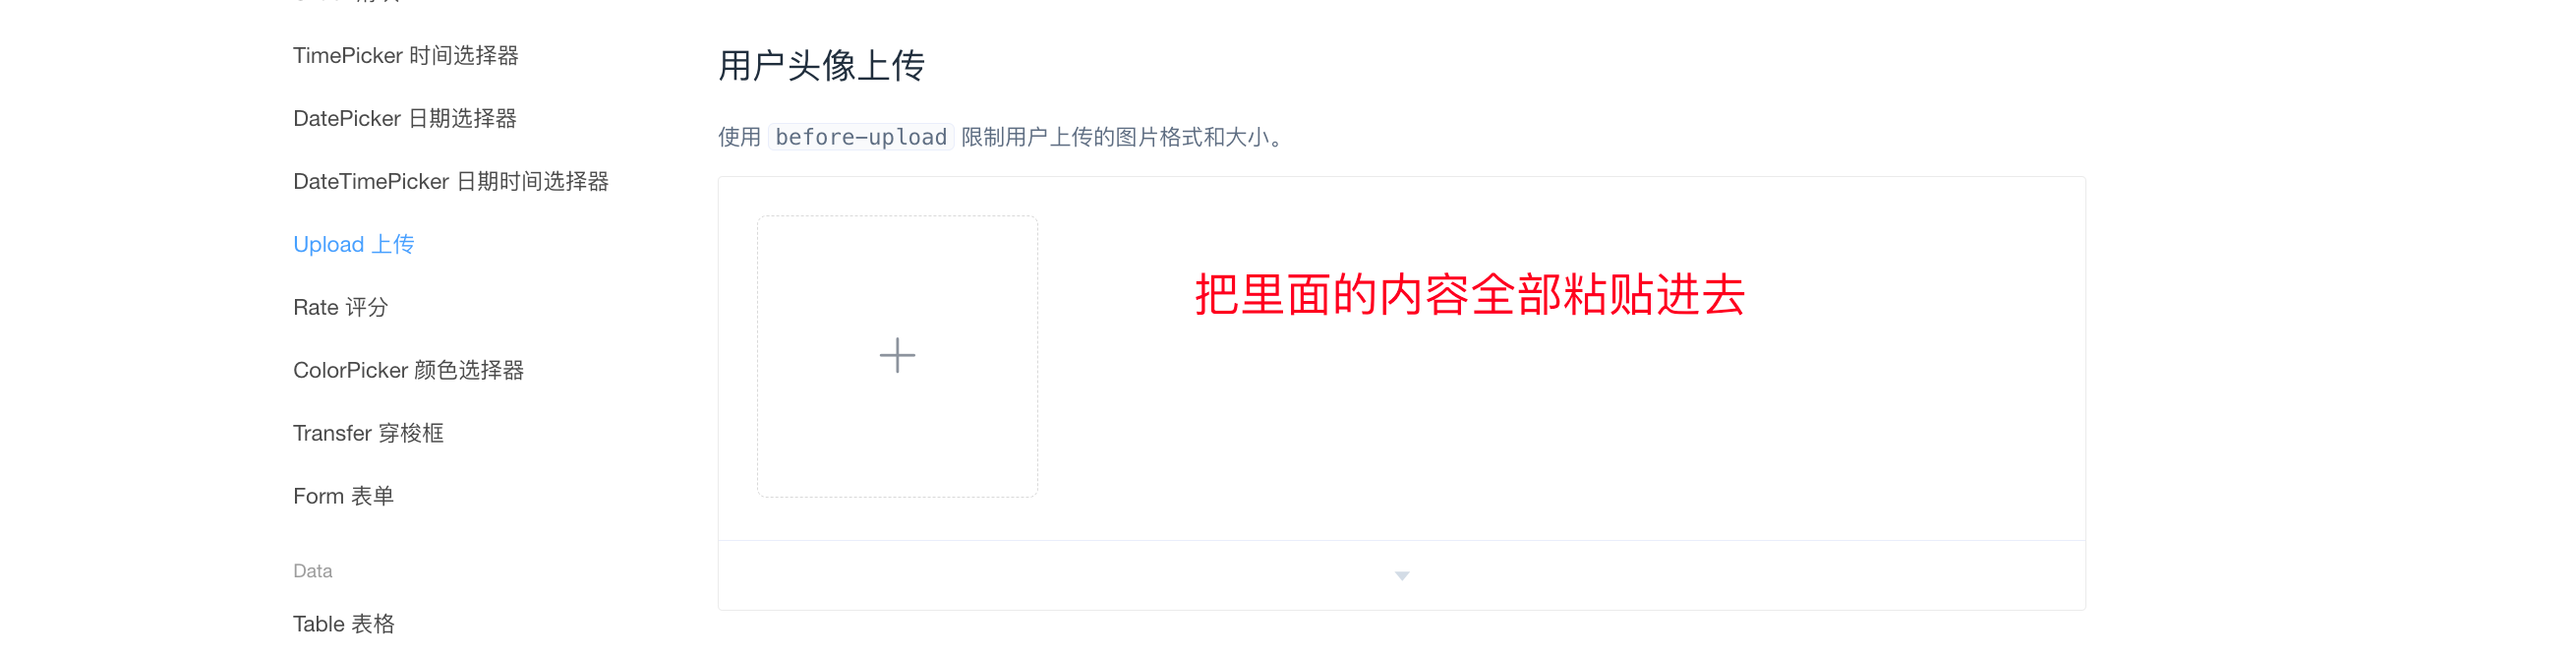 TimePicker 时间选择器
DatePicker 日期选择器
DateTimePicker 日期时间选择器
Upload 上传
Rate 评分
ColorPicker 颜色选择器
Transfer 穿梭框
Form 表单
Data
Table 表格
用户头像上传
使用 before-upload 限制用户上传的图片格式和大小。
把里面的内容全部粘贴进去